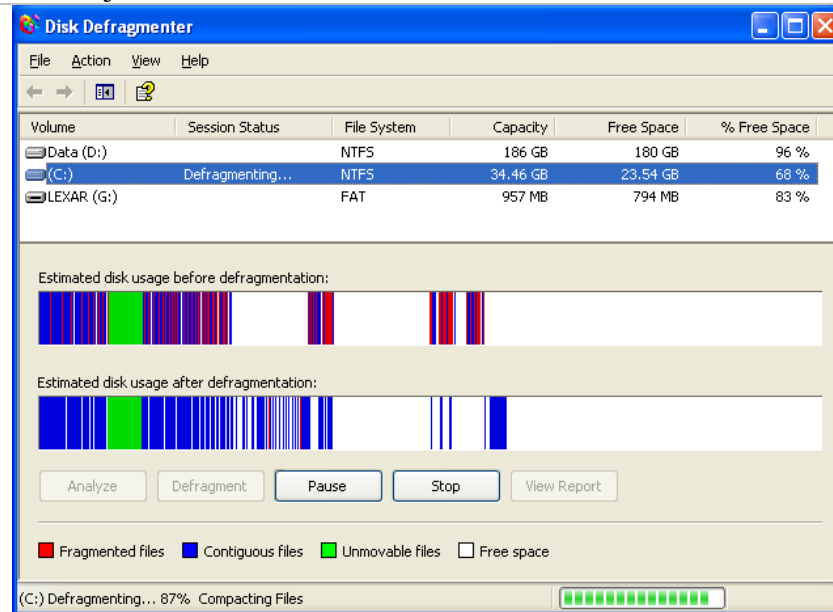 Disk Defragmenter
File Action View Help
Volume Session Status File System Capacity Free Space % Free Space
Data (D:) NTFS 186 GB 180 GB 96 %
(C:) Defragmenting... NTFS 34.46 GB 23.54 GB 68 %
LEXAR (G:) FAT 957 MB 794 MB 83 %
Estimated disk usage before defragmentation:
Estimated disk usage after defragmentation:
Analyze Defragment Pause Stop View Report
Fragmented files Contiguous files Unmovable files Free space
(C:) Defragmenting... 87% Compacting Files